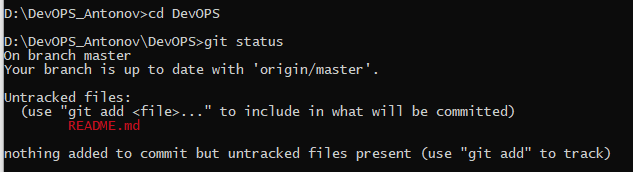 D:\DevOPS_Antonov>cd DevOPS
D:\DevOPS_Antonov\DevOPS>git status
On branch master
Your branch is up to date with 'origin/master'.
Untracked files:
  (use "git add <file>..." to include in what will be committed)
        README.md
nothing added to commit but untracked files present (use "git add" to track)